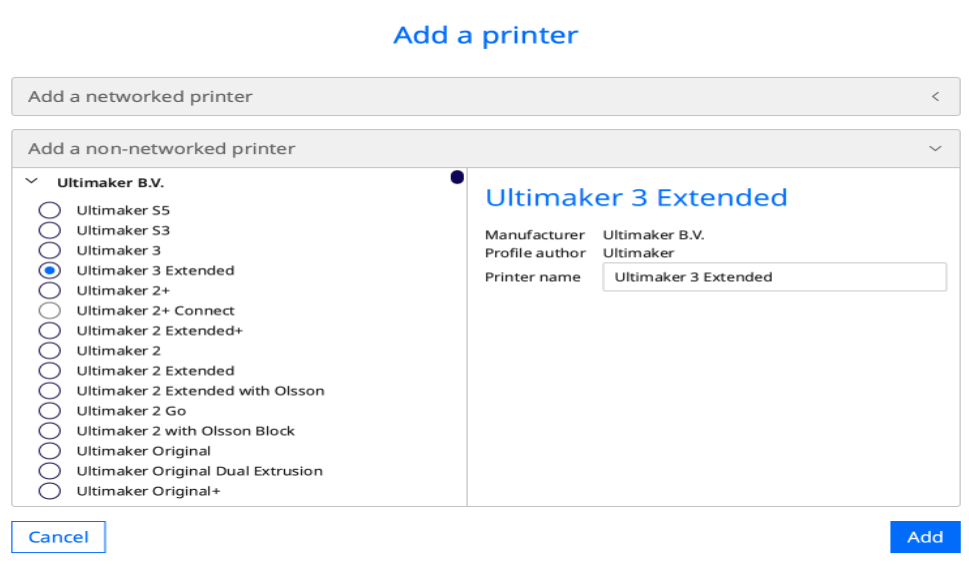 Add a printer
Add a networked printer
Add a non-networked printer
Ultimaker B.V.
Ultimaker S5
Ultimaker S3
Ultimaker 3
Ultimaker 3 Extended
Ultimaker 2+
Ultimaker 2+ Connect
Ultimaker 2 Extended+
Ultimaker 2
Ultimaker 2 Extended
Ultimaker 2 Extended with Olsson
Ultimaker 2 Go
Ultimaker 2 with Olsson Block
Ultimaker Original
Ultimaker Original Dual Extrusion
Ultimaker Original+
Ultimaker 3 Extended
Manufacturer Ultimaker B.V.
Profile author Ultimaker
Printer name Ultimaker 3 Extended
Cancel
Add